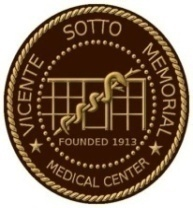 VICENTE SOTTO MEMORIAL
FOUNDED 1913
MEDICAL CENTER